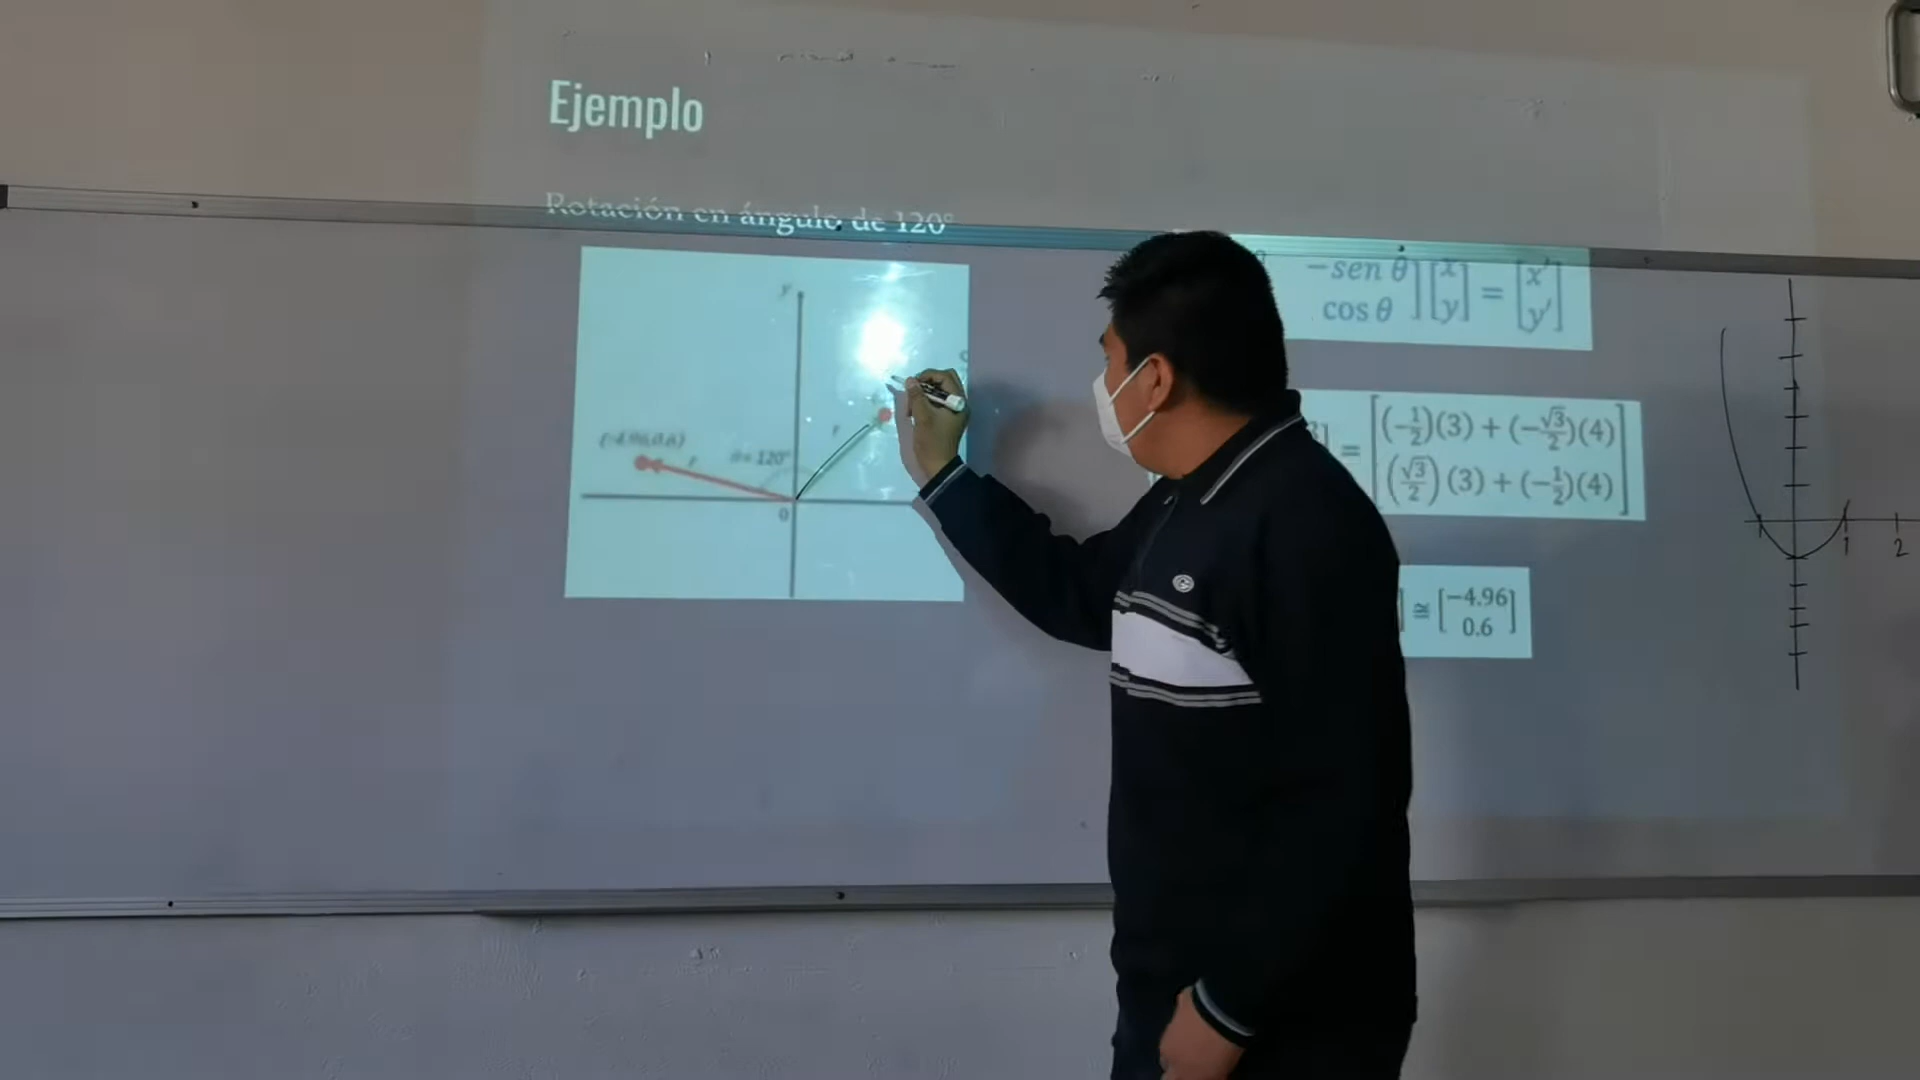 Ejemplo
Rotación en ángulo de 120°
y
r
(-4.96,0.6)
r
θ = 120°
0
-sen θ] [x] = [x']
cos θ] [y] = [y']
= [(-1/2)(3) + (-√3/2)(4)]
[(√3/2)(3) + (-1/2)(4)]
] ≅ [-4.96]
[0.6]
1
2